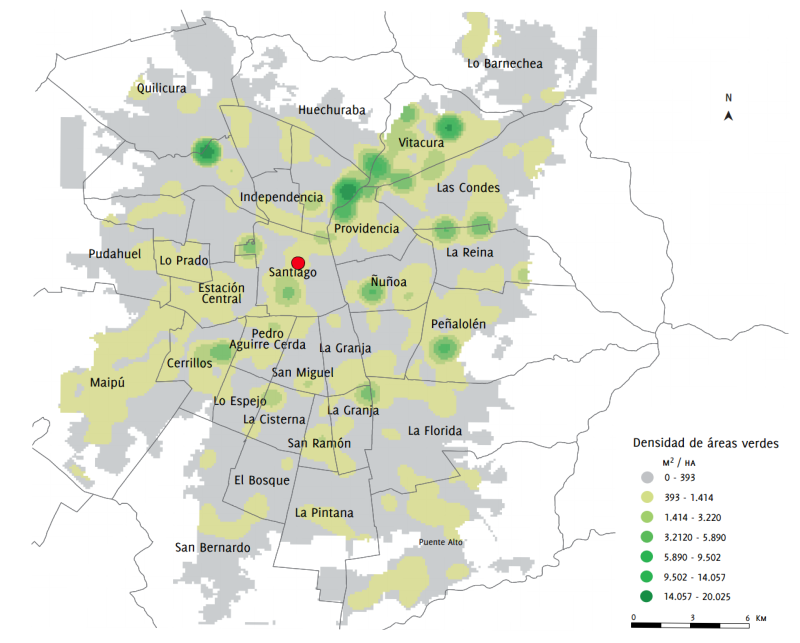 Lo Barnechea
Quilicura
N
Huechuraba
Vitacura
Las Condes
Independencia
Providencia
Pudahuel
Lo Prado
La Reina
Santiago
Estación
Central
Ñuñoa
Peñalolén
Pedro
Aguirre Cerda
La Granja
Cerrillos
San Miguel
Maipú
Lo Espejo
La Granja
La Cisterna
La Florida
San Ramón
El Bosque
La Pintana
San Bernardo
Puente Alto
Densidad de áreas verdes
M² / HA
0 - 393
393 - 1.414
1.414 - 3.220
3.2120 - 5.890
5.890 - 9.502
9.502 - 14.057
14.057 - 20.025
0 3 6 KM